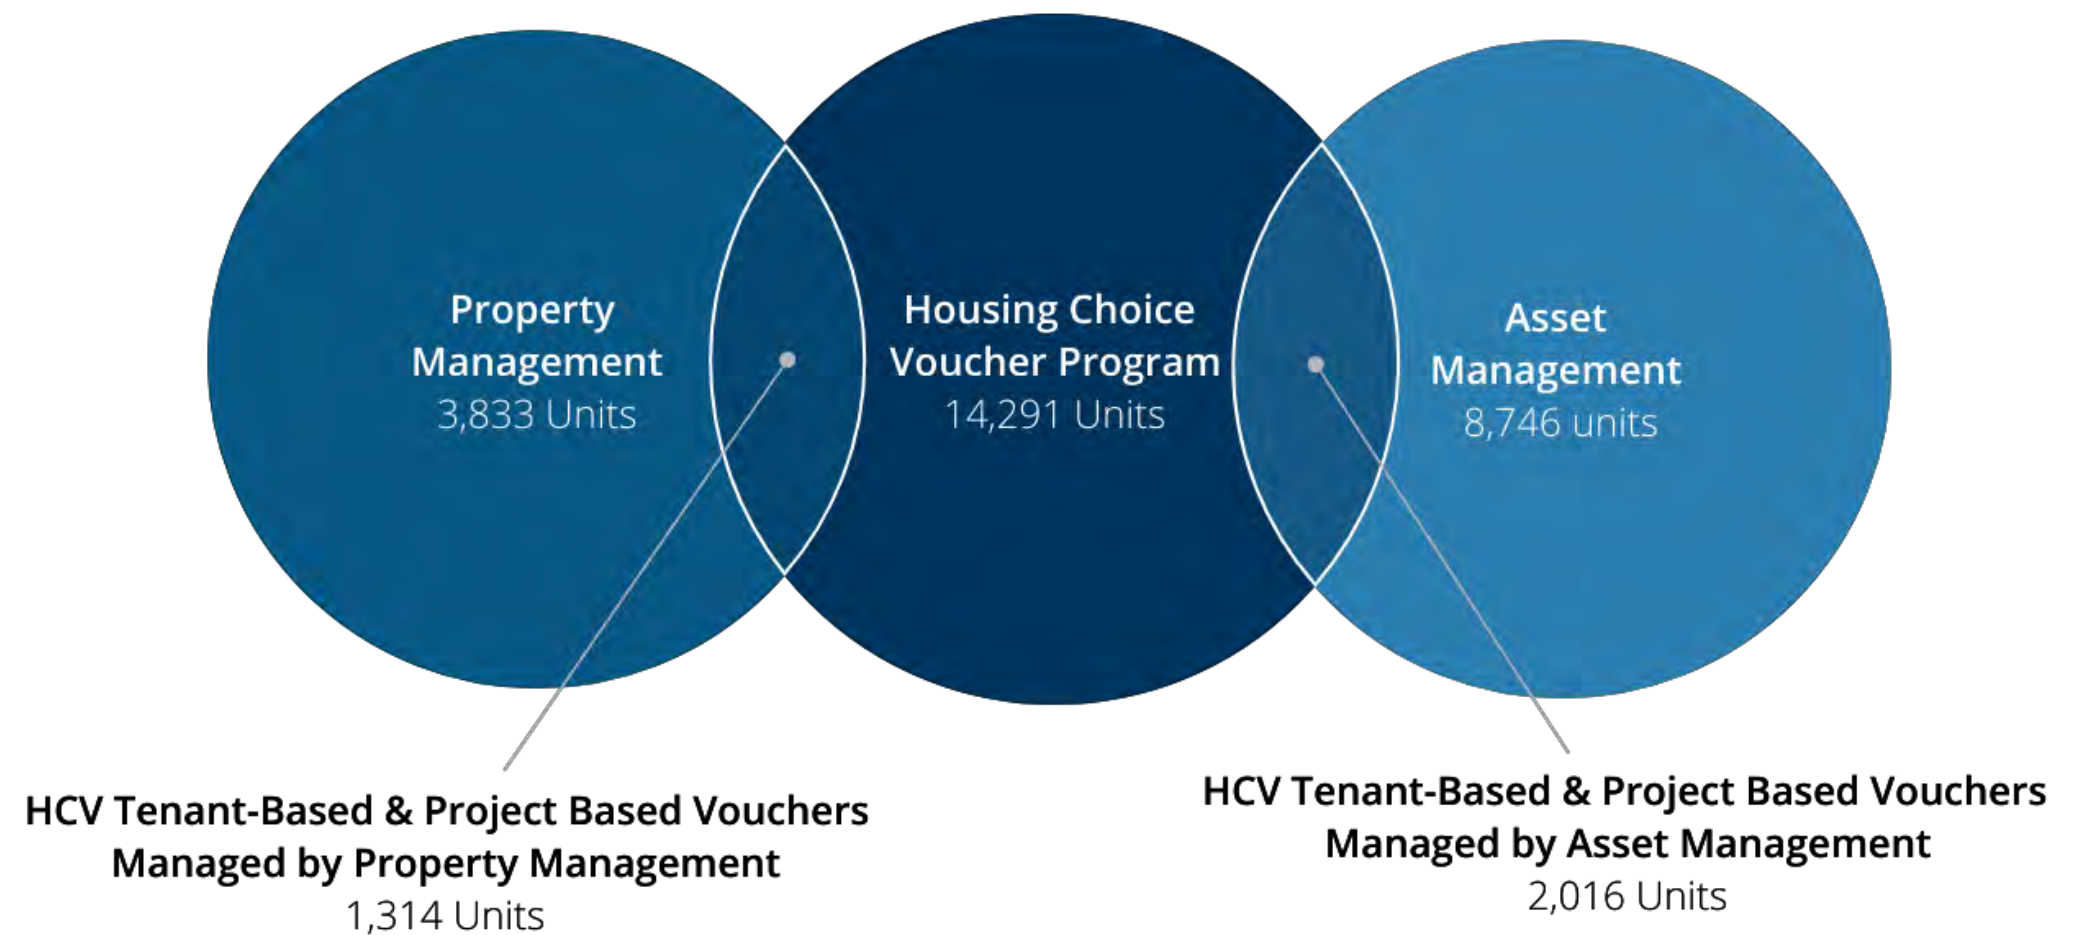 Property
Management
3,833 Units
Housing Choice
Voucher Program
14,291 Units
Asset
Management
8,746 units
HCV Tenant-Based & Project Based Vouchers
Managed by Property Management
1,314 Units
HCV Tenant-Based & Project Based Vouchers
Managed by Asset Management
2,016 Units